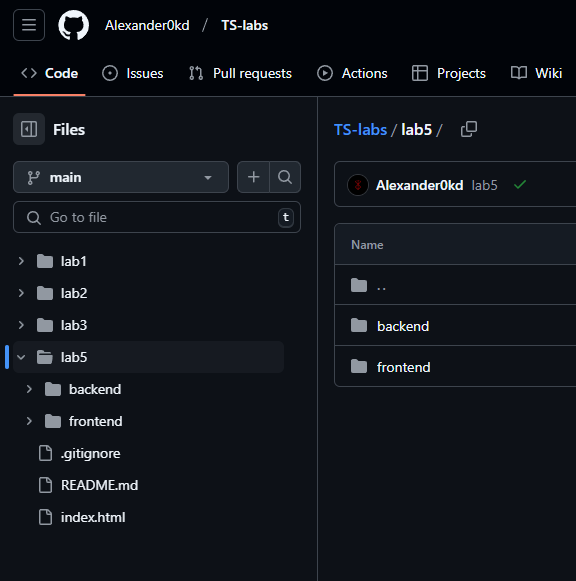 Alexander0kd / TS-labs
Code Issues Pull requests Actions Projects Wiki
Files
main
Go to file t
lab1
lab2
lab3
lab5
backend
frontend
.gitignore
README.md
index.html
TS-labs / lab5 /
Alexander0kd lab5
Name
..
backend
frontend